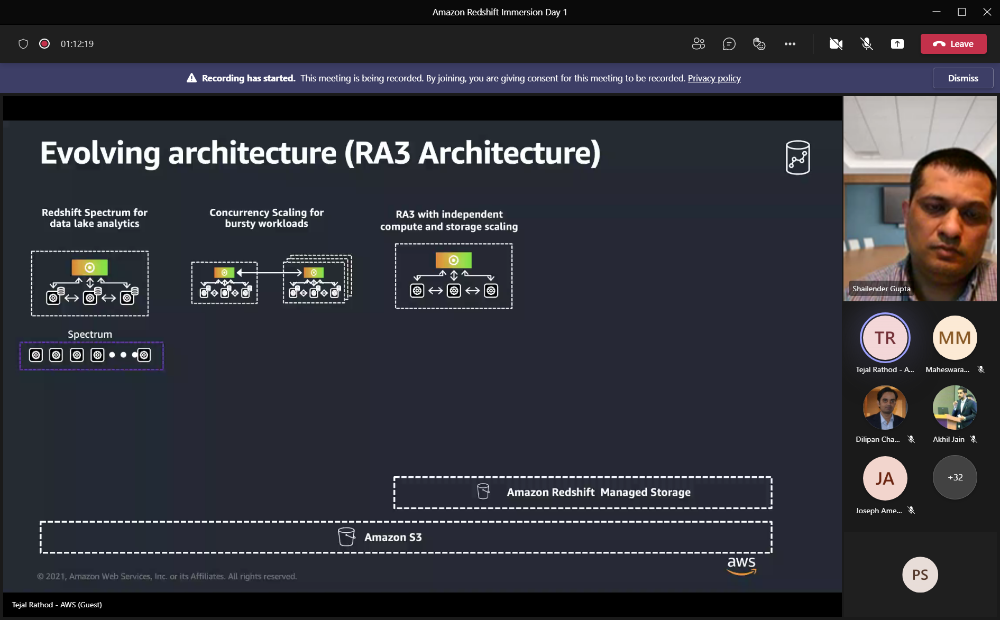 Amazon Redshift Immersion Day 1
01:12:19
Leave
Recording has started. This meeting is being recorded. By joining, you are giving consent for this meeting to be recorded. Privacy policy
Dismiss
Evolving architecture (RA3 Architecture)
Redshift Spectrum for
data lake analytics
Concurrency Scaling for
bursty workloads
RA3 with independent
compute and storage scaling
Spectrum
Amazon Redshift Managed Storage
Amazon S3
aws
© 2021, Amazon Web Services, Inc. or its Affiliates. All rights reserved.
Tejal Rathod - AWS (Guest)
Shailender Gupta
TR
MM
Tejal Rathod - A...
Maheswara...
Dilipan Cha...
Akhil Jain
JA
+32
Joseph Ame...
PS